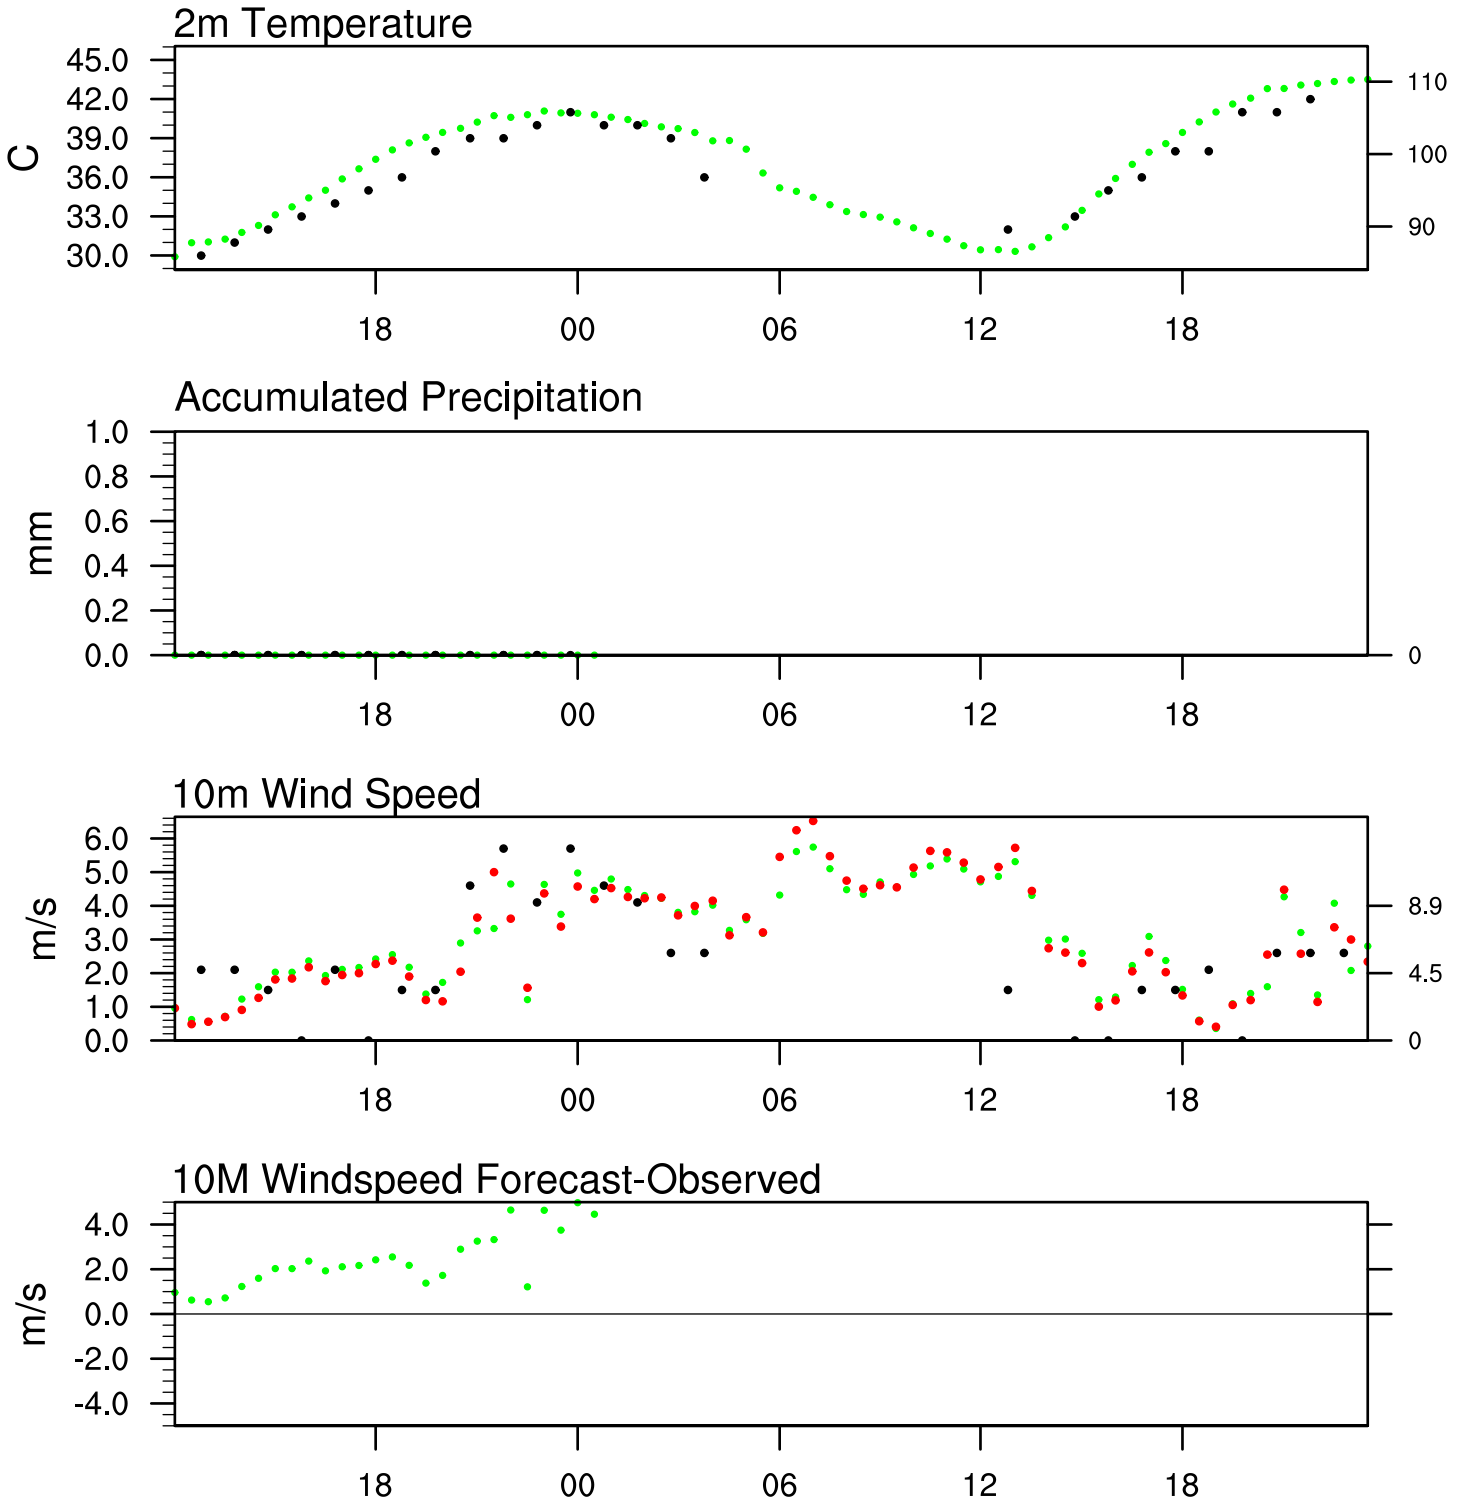 2m Temperature
45.0
42.0
39.0
36.0
33.0
30.0
C
110
100
90
18 00 06 12 18
Accumulated Precipitation
1.0
0.8
0.6
0.4
0.2
0.0
mm
0
18 00 06 12 18
10m Wind Speed
6.0
5.0
4.0
3.0
2.0
1.0
0.0
m/s
8.9
4.5
0
18 00 06 12 18
10M Windspeed Forecast-Observed
4.0
2.0
0.0
-2.0
-4.0
m/s
18 00 06 12 18